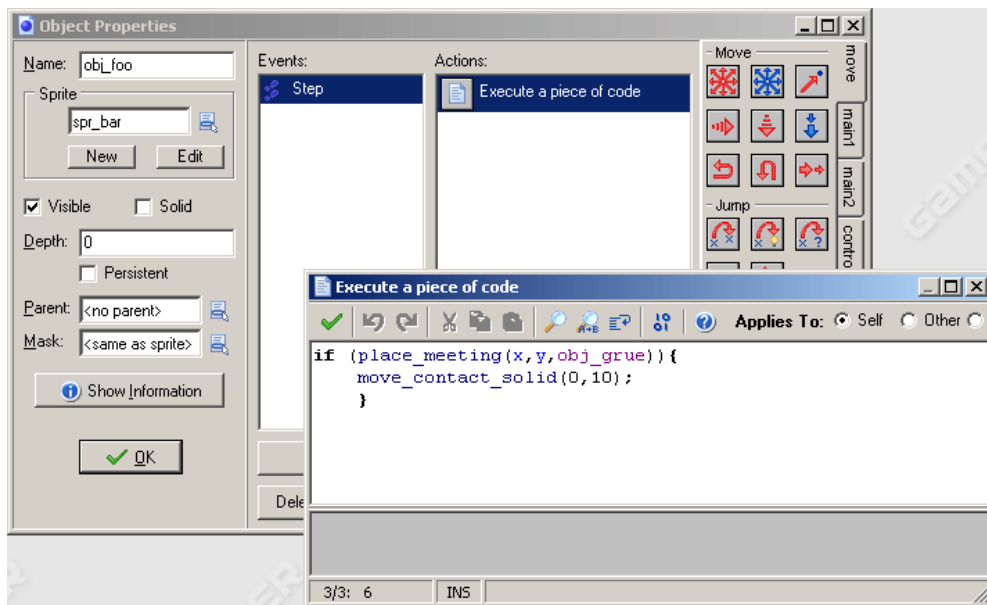 Object Properties
Name: obj_foo
Sprite
spr_bar
New Edit
Visible Solid
Depth: 0
Persistent
Parent: <no parent>
Mask: <same as sprite>
Show Information
OK
Events:
Step
Actions:
Execute a piece of code
Move
Jump
move
main1
main2
contro
Dele
Execute a piece of code
Applies To: Self Other
if (place_meeting(x,y,obj_grue)){
move_contact_solid(0,10);
}
3/3: 6 INS